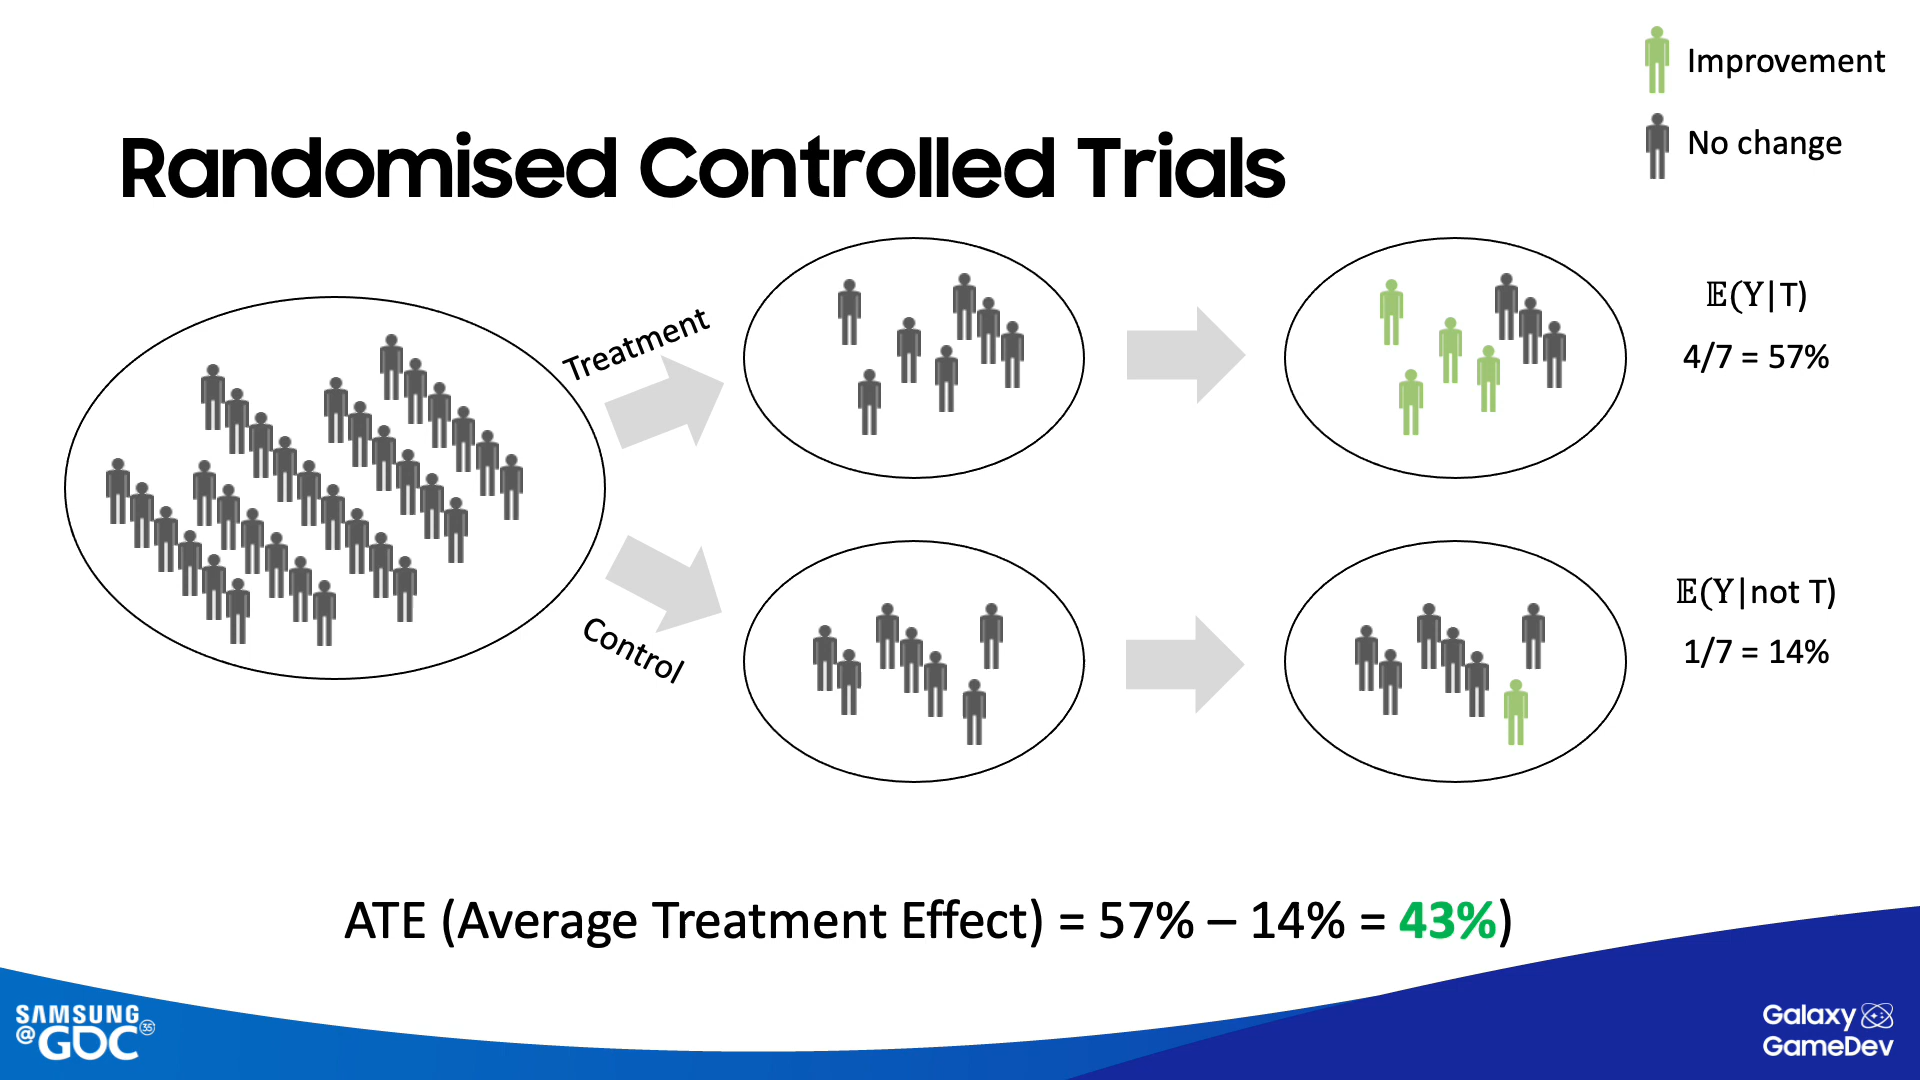 Improvement
No change
Randomised Controlled Trials
Treatment
Control
𝔼(Y|T)
4/7 = 57%
𝔼(Y|not T)
1/7 = 14%
ATE (Average Treatment Effect) = 57% – 14% = 43%)
SAMSUNG
@GDC 35
Galaxy
GameDev